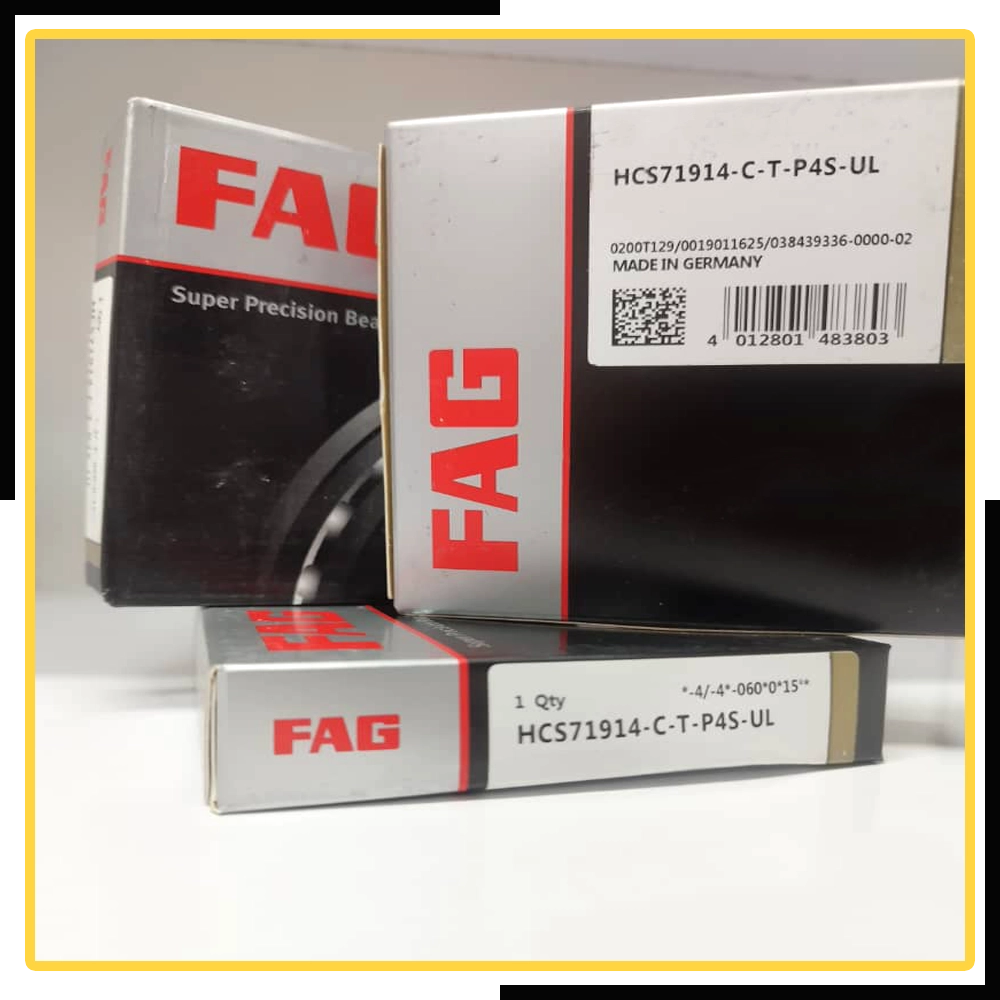 FAG
Super Precision Bea
HCS71914-C-T-P4S-UL
0200T129/0019011625/038439336-0000-02
MADE IN GERMANY
4 012801 483803
FAG
FAG
1 Qty
*-4/-4*-060*0*15°*
HCS71914-C-T-P4S-UL
FAG